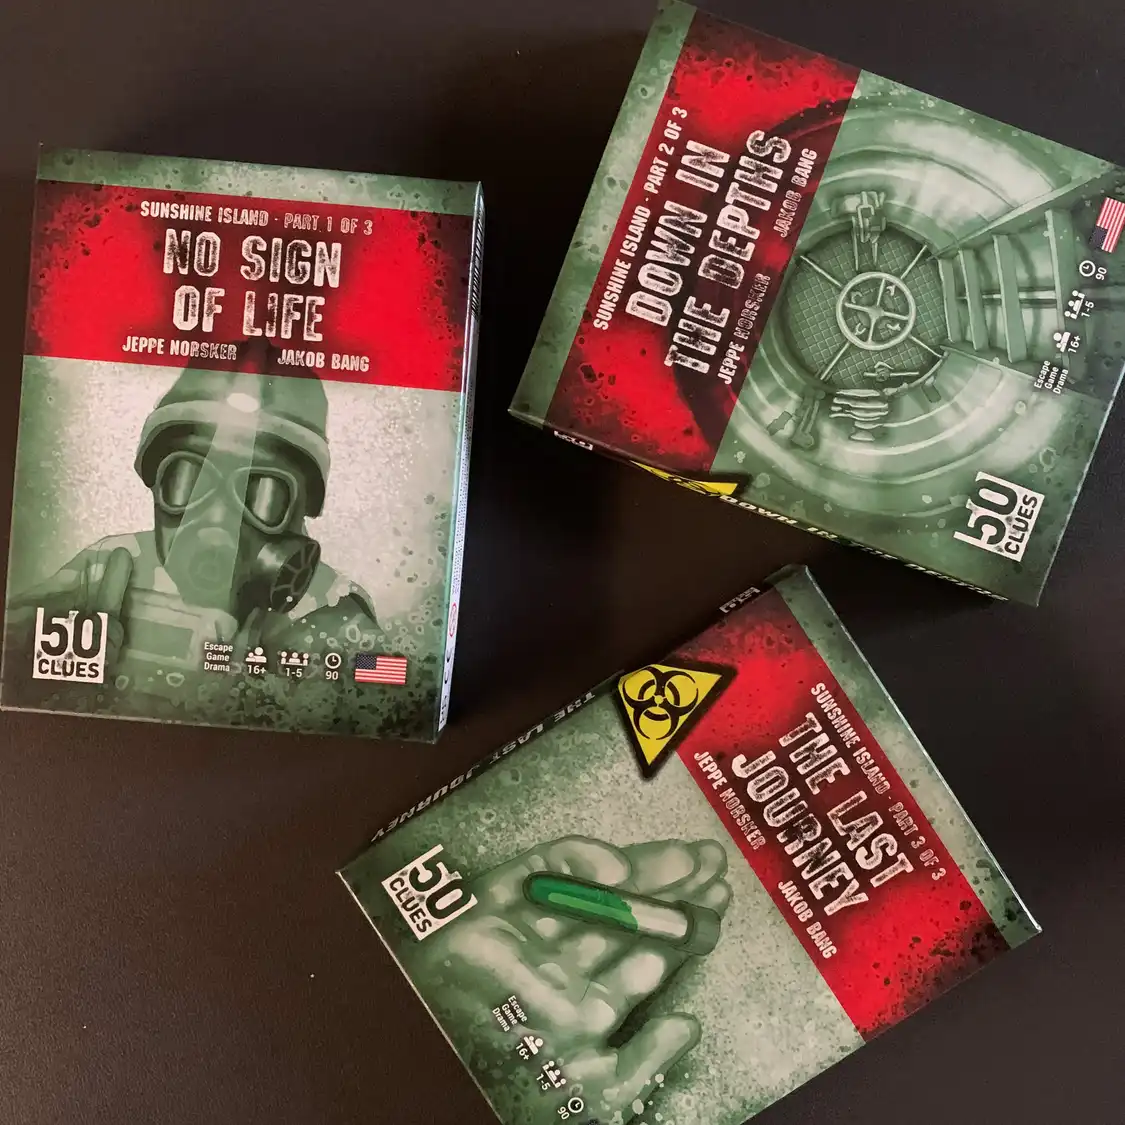 SUNSHINE ISLAND · PART 1 OF 3
NO SIGN
OF LIFE
JEPPE NORSKER JAKOB BANG
50
CLUES
Escape
Game
Drama
16+
1-5
90
SUNSHINE ISLAND · PART 2 OF 3
DOWN IN
THE DEPTHS
JEPPE NORSKER JAKOB BANG
Escape
Game
Drama
16+
1-5
90
50
CLUES
SUNSHINE ISLAND · PART 3 OF 3
THE LAST
JOURNEY
JEPPE NORSKER JAKOB BANG
THE LAST JOURNEY
50
CLUES
Escape
Game
Drama
16+
1-5
90